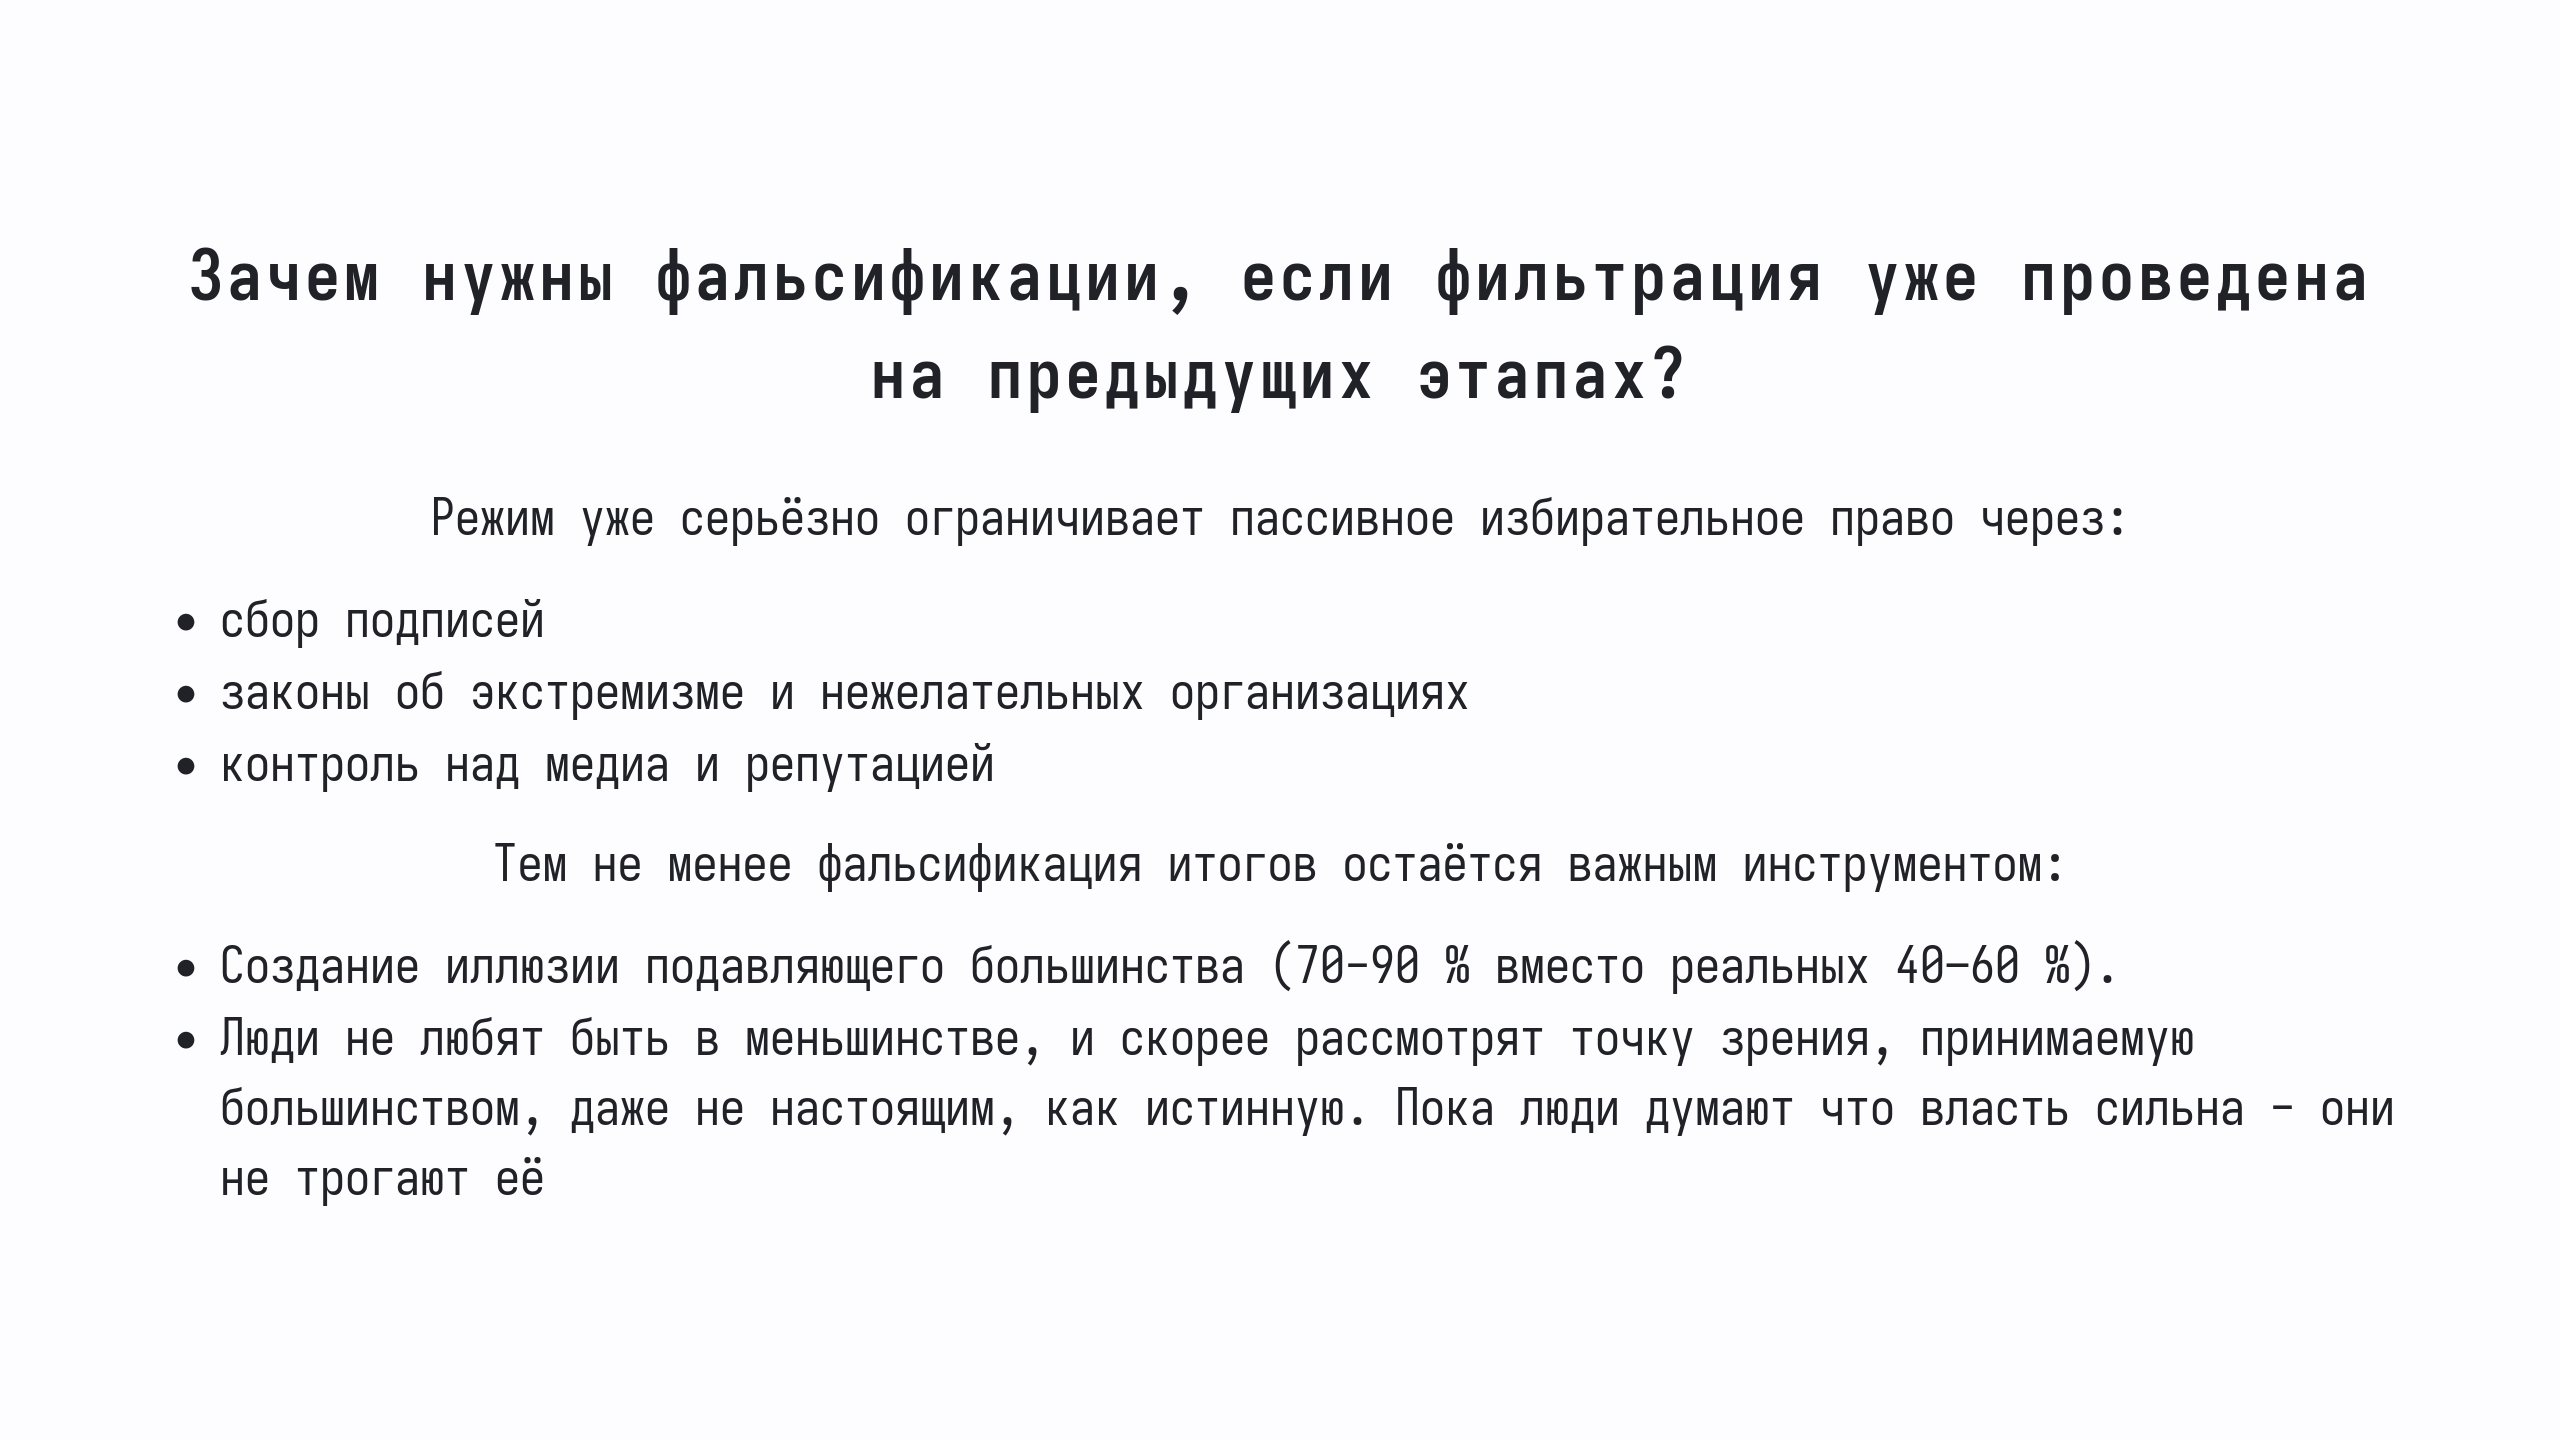 Зачем нужны фальсификации, если фильтрация уже проведена
на предыдущих этапах?
Режим уже серьёзно ограничивает пассивное избирательное право через:
• сбор подписей
• законы об экстремизме и нежелательных организациях
• контроль над медиа и репутацией
Тем не менее фальсификация итогов остаётся важным инструментом:
• Создание иллюзии подавляющего большинства (70-90 % вместо реальных 40–60 %).
• Люди не любят быть в меньшинстве, и скорее рассмотрят точку зрения, принимаемую
большинством, даже не настоящим, как истинную. Пока люди думают что власть сильна - они
не трогают её